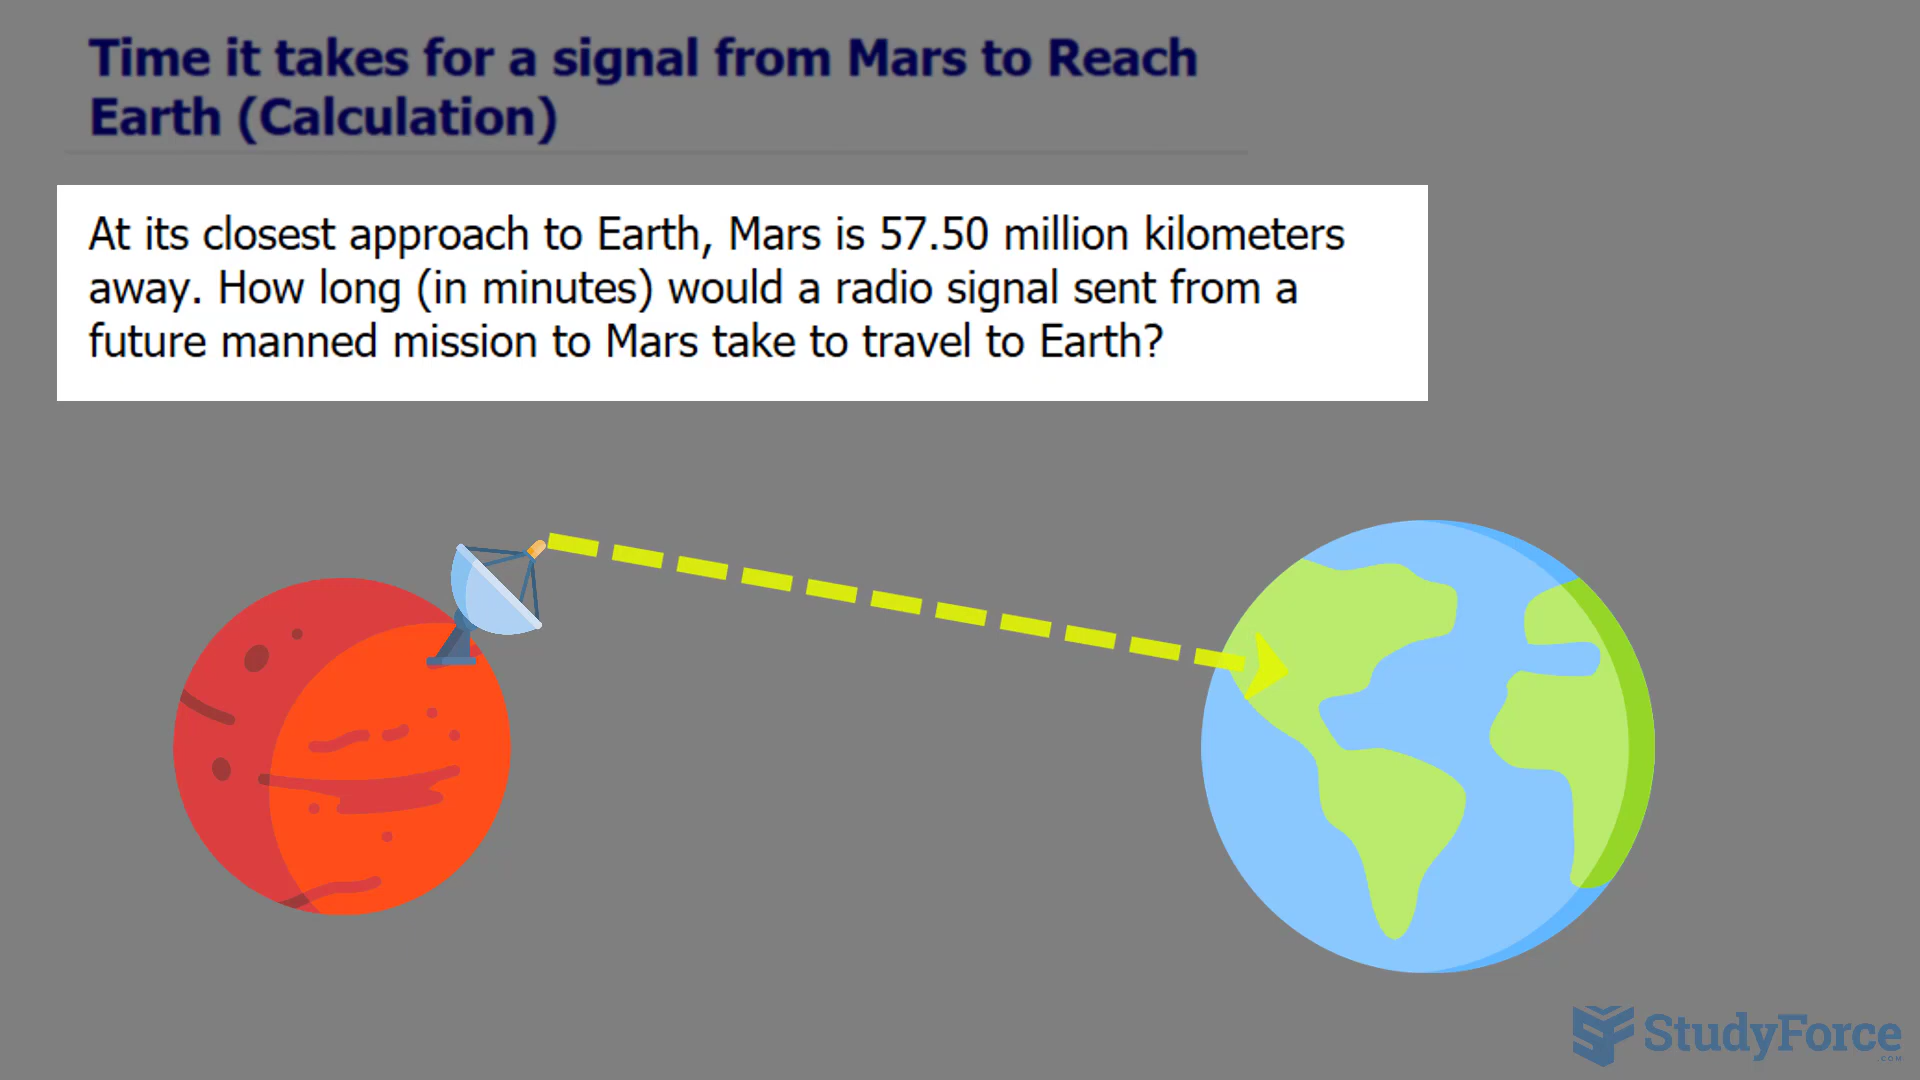 Time it takes for a signal from Mars to Reach
Earth (Calculation)
At its closest approach to Earth, Mars is 57.50 million kilometers
away. How long (in minutes) would a radio signal sent from a
future manned mission to Mars take to travel to Earth?
StudyForce
.COM